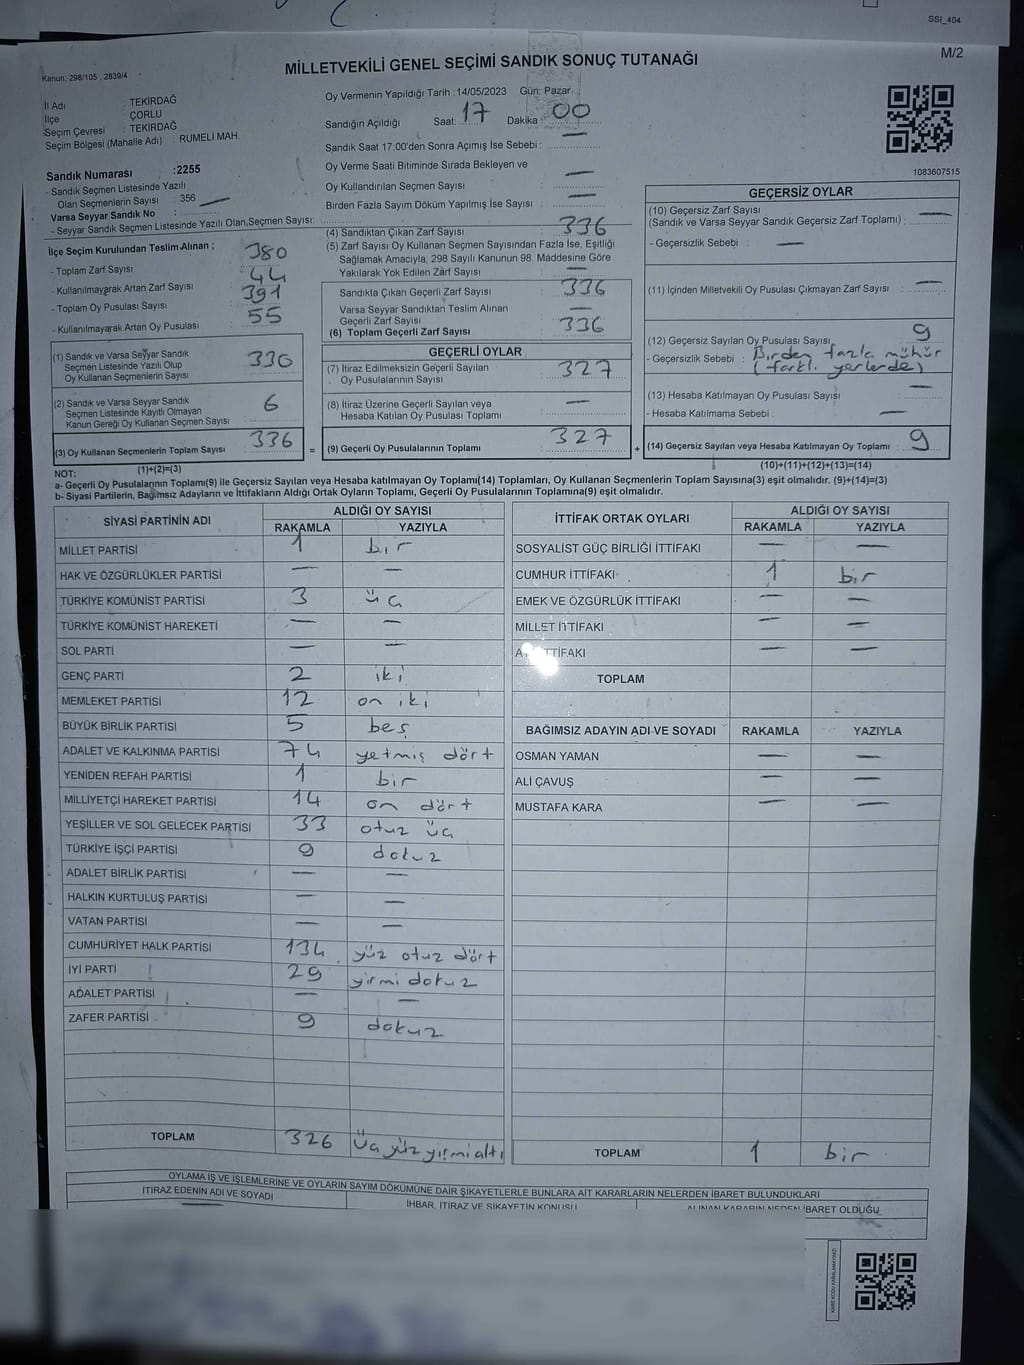 SSI_404
M/2
Kanun: 298/105 , 2839/4
MİLLETVEKİLİ GENEL SEÇİMİ SANDIK SONUÇ TUTANAĞI
İl Adı : TEKİRDAĞ
İlçe : ÇORLU
Seçim Çevresi : TEKİRDAĞ
Seçim Bölgesi (Mahalle Adı) : RUMELİ MAH.
Oy Vermenin Yapıldığı Tarih :14/05/2023 Gün: Pazar
Sandığın Açıldığı Saat: 17 Dakika : 00
Sandık Saat 17:00'den Sonra Açımış İse Sebebi : —
Oy Verme Saati Bitiminde Sırada Bekleyen ve
Oy Kullandırılan Seçmen Sayısı : —
Birden Fazla Sayım Döküm Yapılmış İse Sayısı : —
1083607515
Sandık Numarası :2255
- Sandık Seçmen Listesinde Yazılı
Olan Seçmenlerin Sayısı : 356
Varsa Seyyar Sandık No :
- Seyyar Sandık Seçmen Listesinde Yazılı Olan Seçmen Sayısı:
İlçe Seçim Kurulundan Teslim Alınan ;
- Toplam Zarf Sayısı : 380
- Kullanılmayarak Artan Zarf Sayısı : 44
- Toplam Oy Pusulası Sayısı : 391
- Kullanılmayarak Artan Oy Pusulası : 55
(1) Sandık ve Varsa Seyyar Sandık
Seçmen Listesinde Yazılı Olup
Oy Kullanan Seçmenlerin Sayısı : 330
(2) Sandık ve Varsa Seyyar Sandık
Seçmen Listesinde Kayıtlı Olmayan
Kanun Gereği Oy Kullanan Seçmen Sayısı : 6
(3) Oy Kullanan Seçmenlerin Toplam Sayısı : 336
(1)+(2)=(3)
(4) Sandıktan Çıkan Zarf Sayısı : 336
(5) Zarf Sayısı Oy Kullanan Seçmen Sayısından Fazla İse, Eşitliği
Sağlamak Amacıyla; 298 Sayılı Kanunun 98. Maddesine Göre
Yakılarak Yok Edilen Zarf Sayısı : —
Sandıkta Çıkan Geçerli Zarf Sayısı : 336
Varsa Seyyar Sandıktan Teslim Alınan
Geçerli Zarf Sayısı : —
(6) Toplam Geçerli Zarf Sayısı : 336
GEÇERLİ OYLAR
(7) İtiraz Edilmeksizin Geçerli Sayılan
Oy Pusulalarının Sayısı : 327
(8) İtiraz Üzerine Geçerli Sayılan veya
Hesaba Katılan Oy Pusulası Toplamı : —
= (9) Geçerli Oy Pusulalarının Toplamı : 327
GEÇERSİZ OYLAR
(10) Geçersiz Zarf Sayısı
(Sandık ve Varsa Seyyar Sandık Geçersiz Zarf Toplamı) : —
- Geçersizlik Sebebi : —
(11) İçinden Milletvekili Oy Pusulası Çıkmayan Zarf Sayısı : —
(12) Geçersiz Sayılan Oy Pusulası Sayısı : 9
- Geçersizlik Sebebi : Birden fazla mühür
(farklı yerlerde)
(13) Hesaba Katılmayan Oy Pusulası Sayısı : —
- Hesaba Katılmama Sebebi : —
+ (14) Geçersiz Sayılan veya Hesaba Katılmayan Oy Toplamı : 9
(10)+(11)+(12)+(13)=(14)
NOT:
a- Geçerli Oy Pusulalarının Toplamı(9) ile Geçersiz Sayılan veya Hesaba katılmayan Oy Toplamı(14) Toplamları, Oy Kullanan Seçmenlerin Toplam Sayısına(3) eşit olmalıdır. (9)+(14)=(3)
b- Siyasi Partilerin, Bağımsız Adayların ve İttifakların Aldığı Ortak Oyların Toplamı, Geçerli Oy Pusulalarının Toplamına(9) eşit olmalıdır.
SİYASİ PARTİNİN ADI ALDIĞI OY SAYISI
RAKAMLA YAZIYLA
MİLLET PARTİSİ 1 bir
HAK VE ÖZGÜRLÜKLER PARTİSİ — —
TÜRKİYE KOMÜNİST PARTİSİ 3 üç
TÜRKİYE KOMÜNİST HAREKETİ — —
SOL PARTİ — —
GENÇ PARTİ 2 iki
MEMLEKET PARTİSİ 12 on iki
BÜYÜK BİRLİK PARTİSİ 5 beş
ADALET VE KALKINMA PARTİSİ 74 yetmiş dört
YENİDEN REFAH PARTİSİ 1 bir
MİLLİYETÇİ HAREKET PARTİSİ 14 on dört
YEŞİLLER VE SOL GELECEK PARTİSİ 33 otuz üç
TÜRKİYE İŞÇİ PARTİSİ 9 dokuz
ADALET BİRLİK PARTİSİ — —
HALKIN KURTULUŞ PARTİSİ — —
VATAN PARTİSİ — —
CUMHURİYET HALK PARTİSİ 134 yüz otuz dört
İYİ PARTİ 29 yirmi dokuz
ADALET PARTİSİ — —
ZAFER PARTİSİ 9 dokuz
TOPLAM 326 üç yüz yirmi altı
İTTİFAK ORTAK OYLARI ALDIĞI OY SAYISI
RAKAMLA YAZIYLA
SOSYALİST GÜÇ BİRLİĞİ İTTİFAKI — —
CUMHUR İTTİFAKI 1 bir
EMEK VE ÖZGÜRLÜK İTTİFAKI — —
MİLLET İTTİFAKI — —
İTTİFAKI — —
TOPLAM
BAĞIMSIZ ADAYIN ADI VE SOYADI RAKAMLA YAZIYLA
OSMAN YAMAN — —
ALİ ÇAVUŞ — —
MUSTAFA KARA — —
TOPLAM 1 bir
OYLAMA İŞ VE İŞLEMLERİNE VE OYLARIN SAYIM DÖKÜMÜNE DAİR ŞİKAYETLERLE BUNLARA AİT KARARLARIN NELERDEN İBARET BULUNDUKLARI
İTİRAZ EDENİN ADI VE SOYADI İHBAR, İTİRAZ VE ŞİKAYETİN KONUSU ALINAN KARARIN NEDEN İBARET OLDUĞU